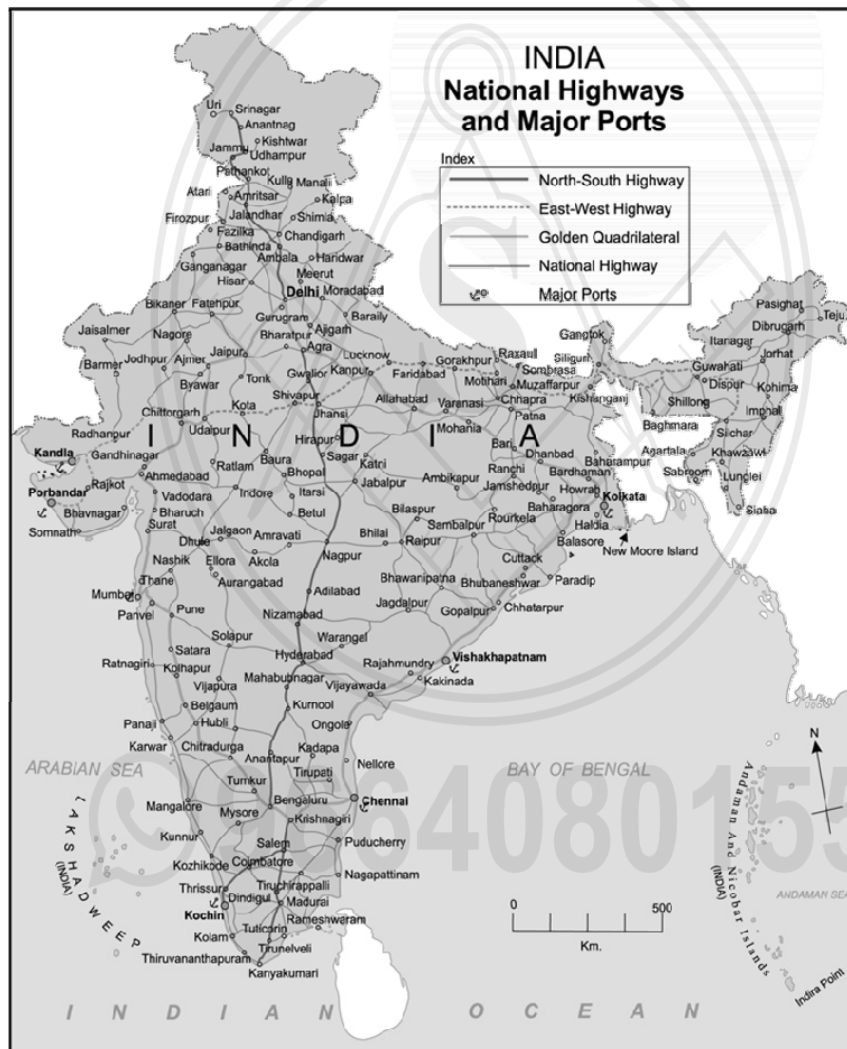 INDIA
National Highways
and Major Ports
Index
North-South Highway
East-West Highway
Golden Quadrilateral
National Highway
Major Ports
Uri
Srinagar
Anantnag
Kishtwar
Jammu
Udhampur
Pathankot
Kullu
Manali
Atari
Amritsar
Kalpa
Firozpur
Jalandhar
Shimla
Fazilka
Chandigarh
Bathinda
Ambala
Haridwar
Ganganagar
Meerut
Hisar
Delhi
Moradabad
Bikaner
Fatehpur
Gurugram
Baraily
Jaisalmer
Ajigarh
Nagore
Bharatpur
Jaipur
Agra
Lucknow
Gorakhpur
Raxaul
Siliguri
Gangtok
Itanagar
Pasighat
Teju
Dibrugarh
Barmer
Jodhpur
Ajmer
Gwalior
Kanpur
Faridabad
Sombrasa
Motihari
Muzaffarpur
Guwahati
Jorhat
Dispur
Kohima
Byawar
Tonk
Shivapur
Allahabad
Varanasi
Chhapra
Kishanganj
Shillong
Imphal
Chittorgarh
Kota
Jhansi
Patna
Mohania
Baghmara
Silchar
Radhanpur
Udaipur
I N D I A
Hirapur
Bari
Agartala
Khawzawl
Kandla
Gandhinagar
Baura
Sagar
Katri
Dhanbad
Baharampur
Ranchi
Bardhaman
Sabroom
Lunglei
Ahmedabad
Ratlam
Bhopal
Jabalpur
Ambikapur
Jamshedpur
Howrah
Kolkata
Porbandar
Rajkot
Vadodara
Indore
Itarsi
Baharagora
Siaha
Bhavnagar
Bharuch
Betul
Bilaspur
Rourkela
Haldia
Somnath
Surat
Jalgaon
Amravati
Bhilai
Sambalpur
Balasore
New Moore Island
Dhule
Akola
Nagpur
Raipur
Nashik
Ellora
Cuttack
Thane
Aurangabad
Bhawanipatna
Bhubaneshwar
Paradip
Mumbai
Adilabad
Jagdalpur
Gopalpur
Chhatarpur
Panvel
Pune
Nizamabad
Satara
Solapur
Warangal
Ratnagiri
Hyderabad
Rajahmundry
Vishakhapatnam
Kolhapur
Vijapura
Mahabubnagar
Vijayawada
Kakinada
Belgaum
Kurnool
Panaji
Hubli
Ongole
Karwar
Chitradurga
Kadapa
Anantapur
Nellore
ARABIAN SEA
Tirupati
BAY OF BENGAL
N
Tumkur
Mangalore
Bengaluru
Chennai
Mysore
Krishnagiri
9640801 55
Andaman And Nicobar Islands
(INDIA)
LAKSHADWEEP
(INDIA)
Kunnur
Salem
Puducherry
Kozhikode
Coimbatore
Nagapattinam
Thrissur
Tiruchirappalli
ANDAMAN SEA
Dindigul
Madurai
Kochin
Rameshwaram
0 500
Km.
Kolam
Tuticorin
Tirunelveli
Thiruvananthapuram
Kanyakumari
Indira Point
INDIAN OCEAN